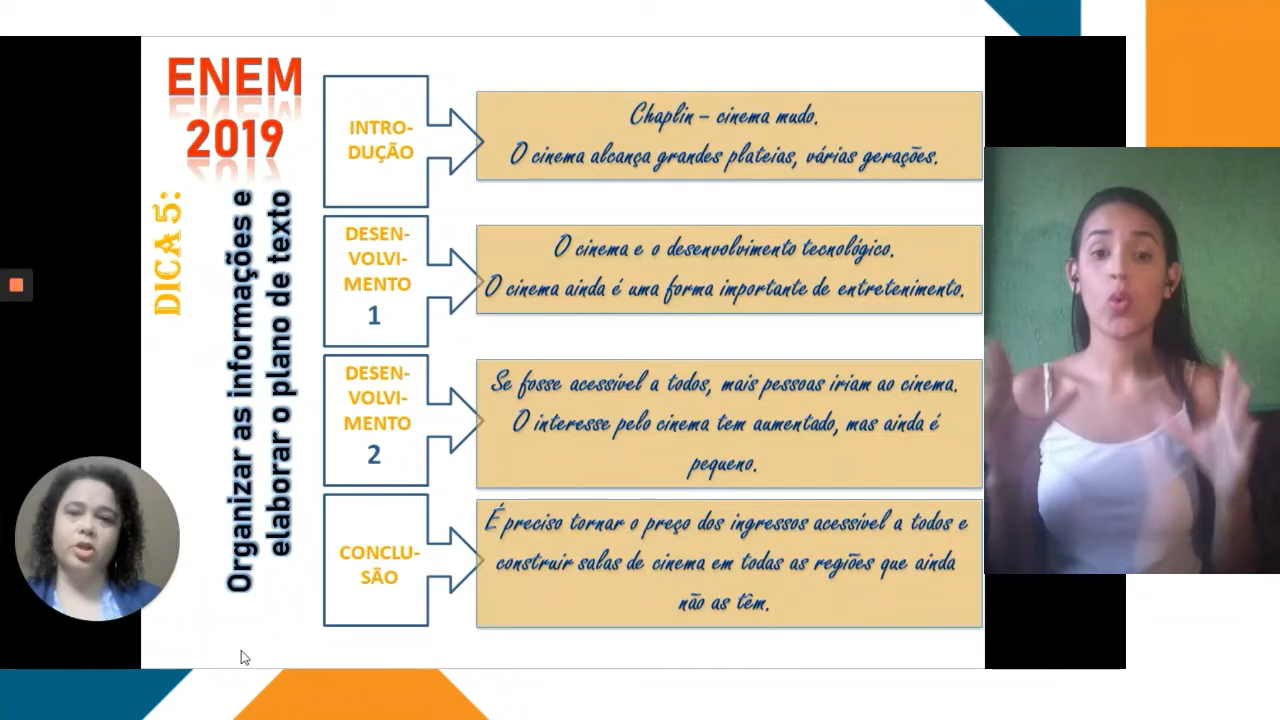 ENEM
2019
DICA 5:
Organizar as informações e
elaborar o plano de texto
INTRO-
DUÇÃO
Chaplin – cinema mudo.
O cinema alcança grandes plateias, várias gerações.
DESEN-
VOLVI-
MENTO
1
O cinema e o desenvolvimento tecnológico.
O cinema ainda é uma forma importante de entretenimento.
DESEN-
VOLVI-
MENTO
2
Se fosse acessível a todos, mais pessoas iriam ao cinema.
O interesse pelo cinema tem aumentado, mas ainda é
pequeno.
CONCLU-
SÃO
É preciso tornar o preço dos ingressos acessível a todos e
construir salas de cinema em todas as regiões que ainda
não as têm.